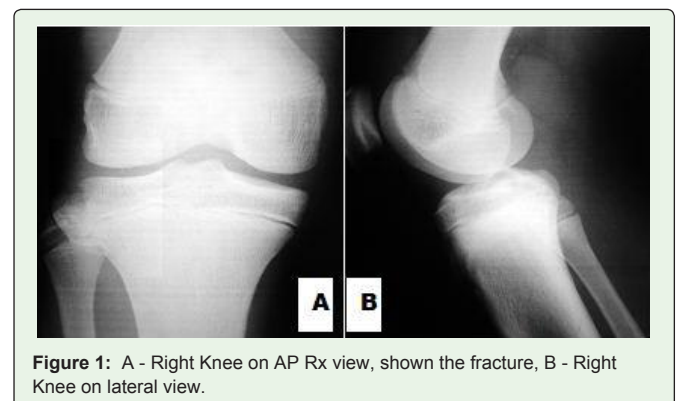 A B
Figure 1: A - Right Knee on AP Rx view, shown the fracture, B - Right
Knee on lateral view.